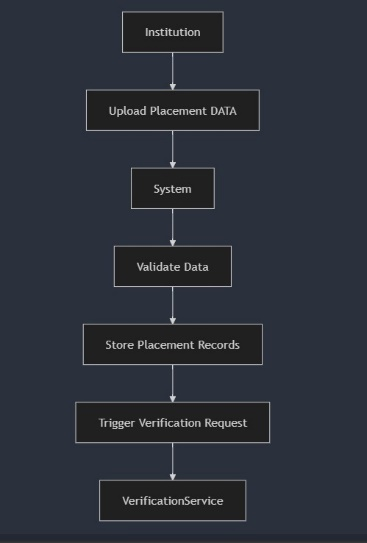 Institution
Upload Placement DATA
System
Validate Data
Store Placement Records
Trigger Verification Request
VerificationService